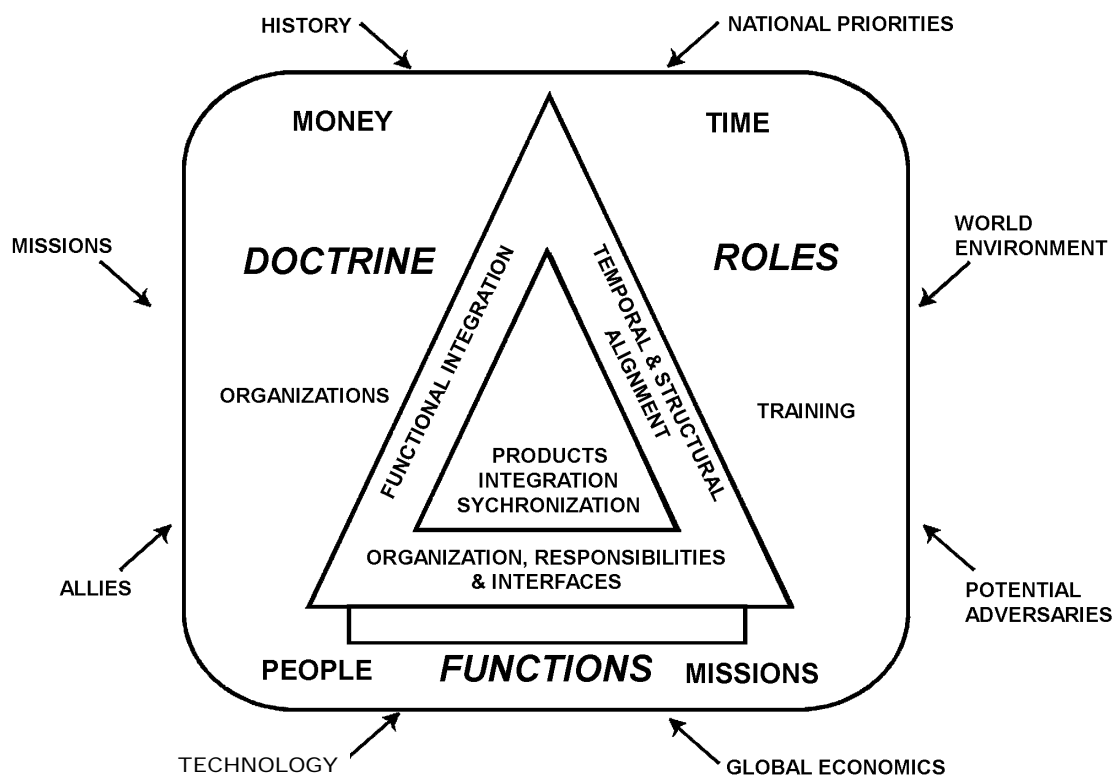 HISTORY
NATIONAL PRIORITIES
MONEY
TIME
MISSIONS
DOCTRINE
ROLES
WORLD
ENVIRONMENT
FUNCTIONAL INTEGRATION
TEMPORAL & STRUCTURAL
ALIGNMENT
ORGANIZATIONS
TRAINING
PRODUCTS
INTEGRATION
SYCHRONIZATION
ORGANIZATION, RESPONSIBILITIES
& INTERFACES
ALLIES
POTENTIAL
ADVERSARIES
PEOPLE
FUNCTIONS
MISSIONS
TECHNOLOGY
GLOBAL ECONOMICS